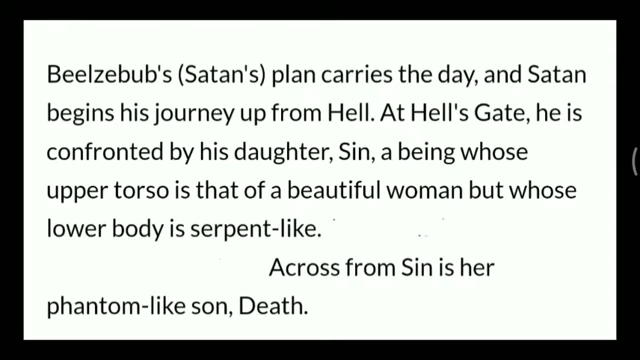 Beelzebub's (Satan's) plan carries the day, and Satan
begins his journey up from Hell. At Hell's Gate, he is
confronted by his daughter, Sin, a being whose
upper torso is that of a beautiful woman but whose
lower body is serpent-like.
Across from Sin is her
phantom-like son, Death.